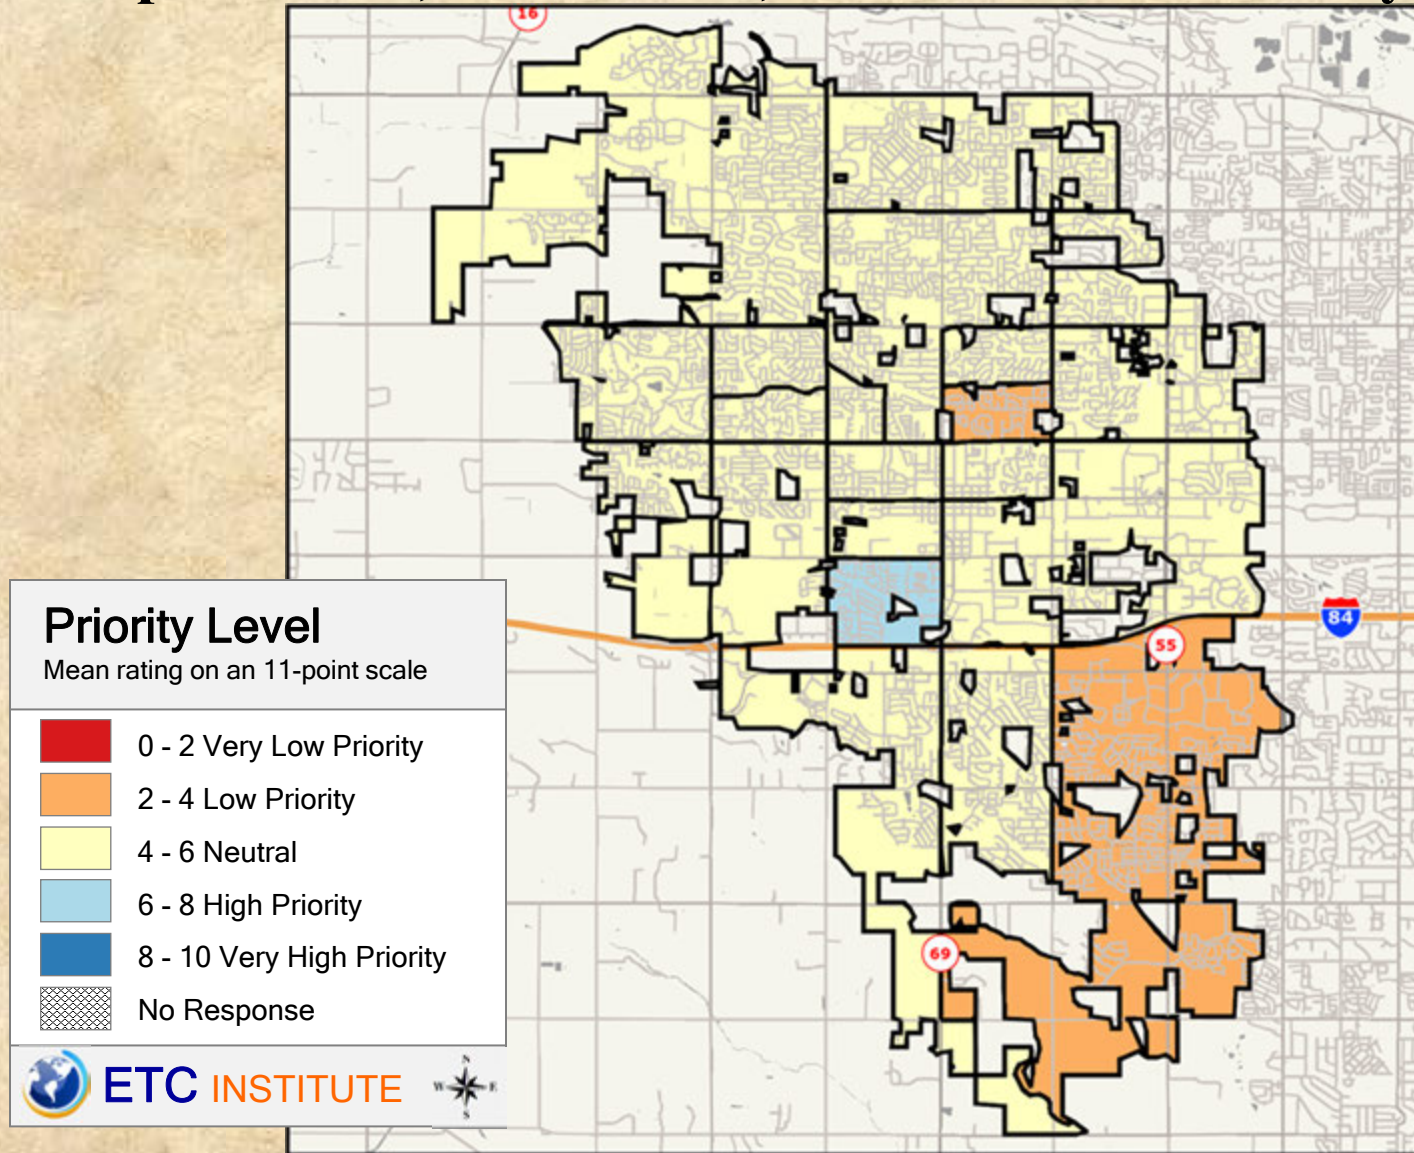 16
84
55
69
Priority Level
Mean rating on an 11-point scale
0 - 2 Very Low Priority
2 - 4 Low Priority
4 - 6 Neutral
6 - 8 High Priority
8 - 10 Very High Priority
No Response
ETC INSTITUTE
N
W E
S